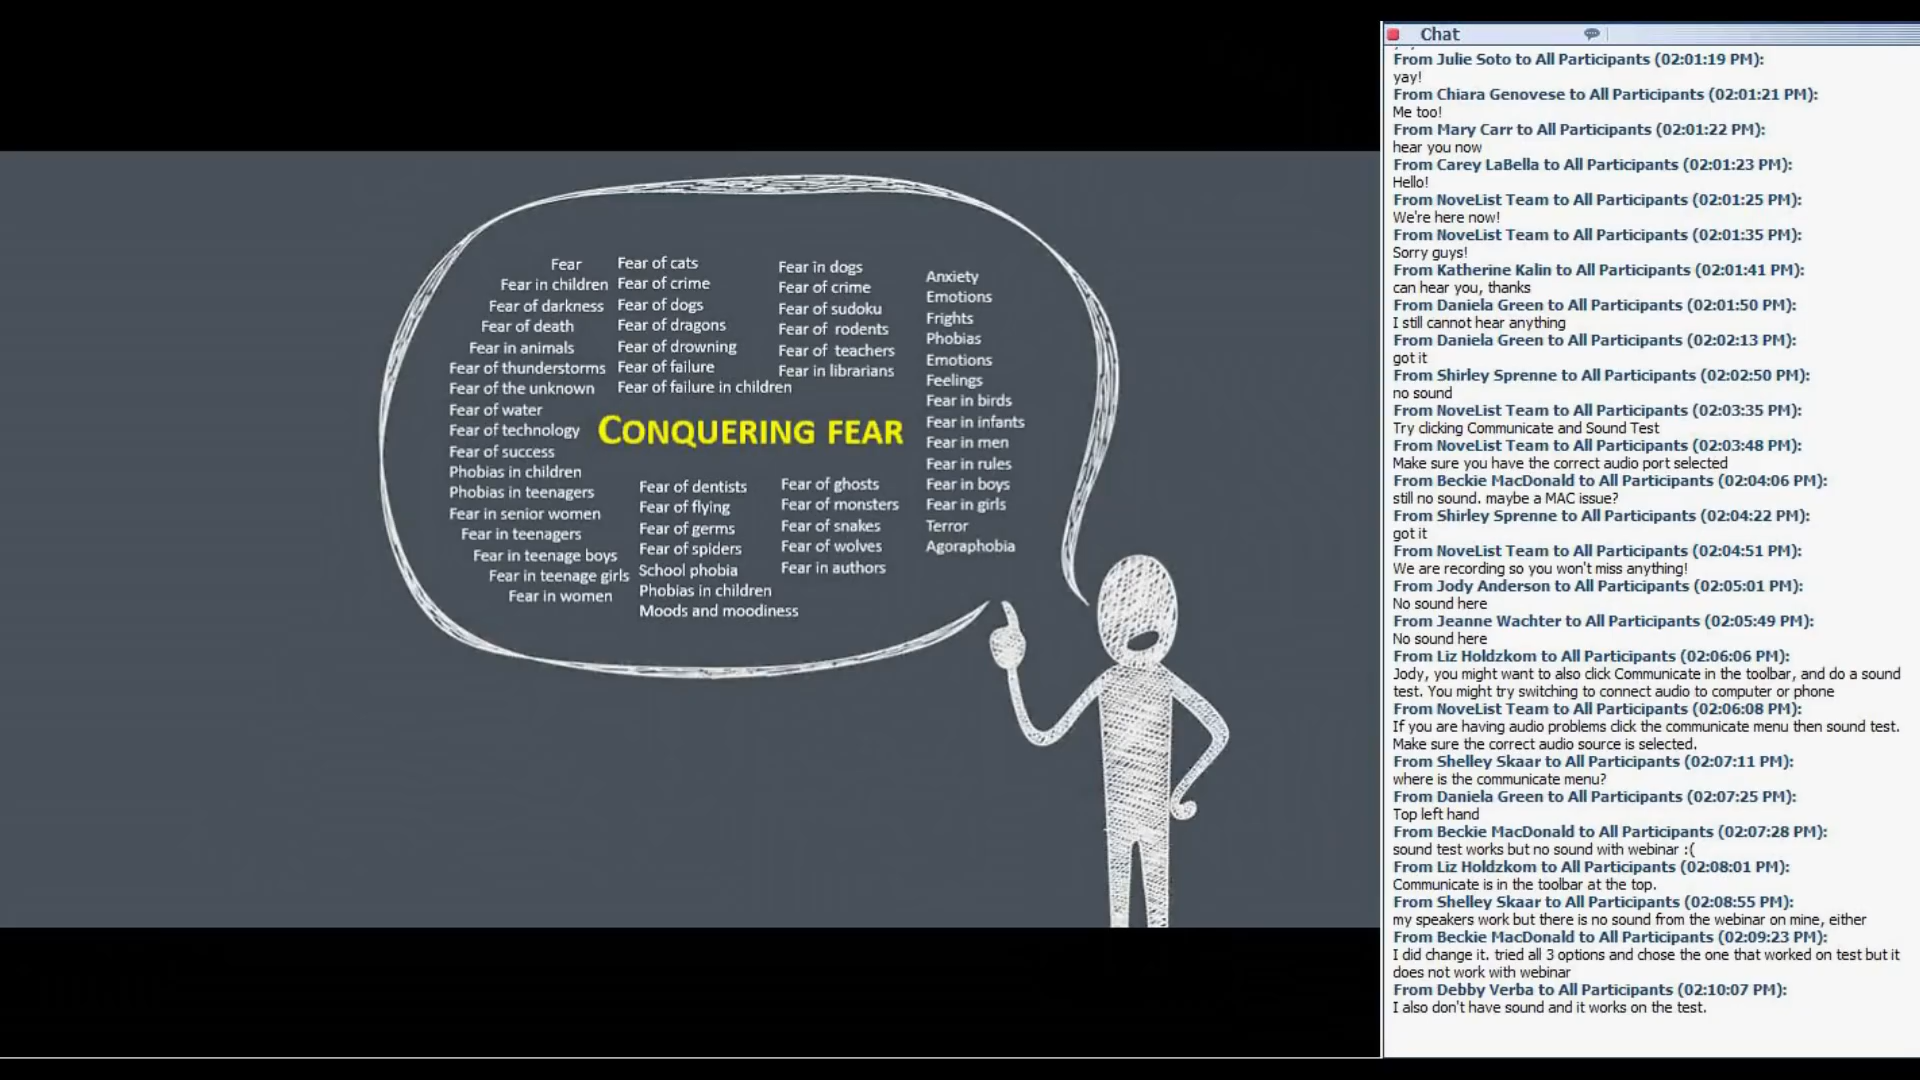 Fear
Fear in children
Fear of darkness
Fear of death
Fear in animals
Fear of thunderstorms
Fear of the unknown
Fear of water
Fear of technology
Fear of success
Phobias in children
Phobias in teenagers
Fear in senior women
Fear in teenagers
Fear in teenage boys
Fear in teenage girls
Fear in women
Fear of cats
Fear of crime
Fear of dogs
Fear of dragons
Fear of drowning
Fear of failure
Fear of failure in children
Fear in dogs
Fear of crime
Fear of sudoku
Fear of rodents
Fear of teachers
Fear in librarians
CONQUERING FEAR
Fear of dentists
Fear of flying
Fear of germs
Fear of spiders
School phobia
Phobias in children
Moods and moodiness
Fear of ghosts
Fear of monsters
Fear of snakes
Fear of wolves
Fear in authors
Anxiety
Emotions
Frights
Phobias
Emotions
Feelings
Fear in birds
Fear in infants
Fear in men
Fear in rules
Fear in boys
Fear in girls
Terror
Agoraphobia
Chat
From Julie Soto to All Participants (02:01:19 PM):
yay!
From Chiara Genovese to All Participants (02:01:21 PM):
Me too!
From Mary Carr to All Participants (02:01:22 PM):
hear you now
From Carey LaBella to All Participants (02:01:23 PM):
Hello!
From NoveList Team to All Participants (02:01:25 PM):
We're here now!
From NoveList Team to All Participants (02:01:35 PM):
Sorry guys!
From Katherine Kalin to All Participants (02:01:41 PM):
can hear you, thanks
From Daniela Green to All Participants (02:01:50 PM):
I still cannot hear anything
From Daniela Green to All Participants (02:02:13 PM):
got it
From Shirley Sprenne to All Participants (02:02:50 PM):
no sound
From NoveList Team to All Participants (02:03:35 PM):
Try clicking Communicate and Sound Test
From NoveList Team to All Participants (02:03:48 PM):
Make sure you have the correct audio port selected
From Beckie MacDonald to All Participants (02:04:06 PM):
still no sound. maybe a MAC issue?
From Shirley Sprenne to All Participants (02:04:22 PM):
got it
From NoveList Team to All Participants (02:04:51 PM):
We are recording so you won't miss anything!
From Jody Anderson to All Participants (02:05:01 PM):
No sound here
From Jeanne Wachter to All Participants (02:05:49 PM):
No sound here
From Liz Holdzkom to All Participants (02:06:06 PM):
Jody, you might want to also click Communicate in the toolbar, and do a sound
test. You might try switching to connect audio to computer or phone
From NoveList Team to All Participants (02:06:08 PM):
If you are having audio problems click the communicate menu then sound test.
Make sure the correct audio source is selected.
From Shelley Skaar to All Participants (02:07:11 PM):
where is the communicate menu?
From Daniela Green to All Participants (02:07:25 PM):
Top left hand
From Beckie MacDonald to All Participants (02:07:28 PM):
sound test works but no sound with webinar :(
From Liz Holdzkom to All Participants (02:08:01 PM):
Communicate is in the toolbar at the top.
From Shelley Skaar to All Participants (02:08:55 PM):
my speakers work but there is no sound from the webinar on mine, either
From Beckie MacDonald to All Participants (02:09:23 PM):
I did change it. tried all 3 options and chose the one that worked on test but it
does not work with webinar
From Debby Verba to All Participants (02:10:07 PM):
I also don't have sound and it works on the test.